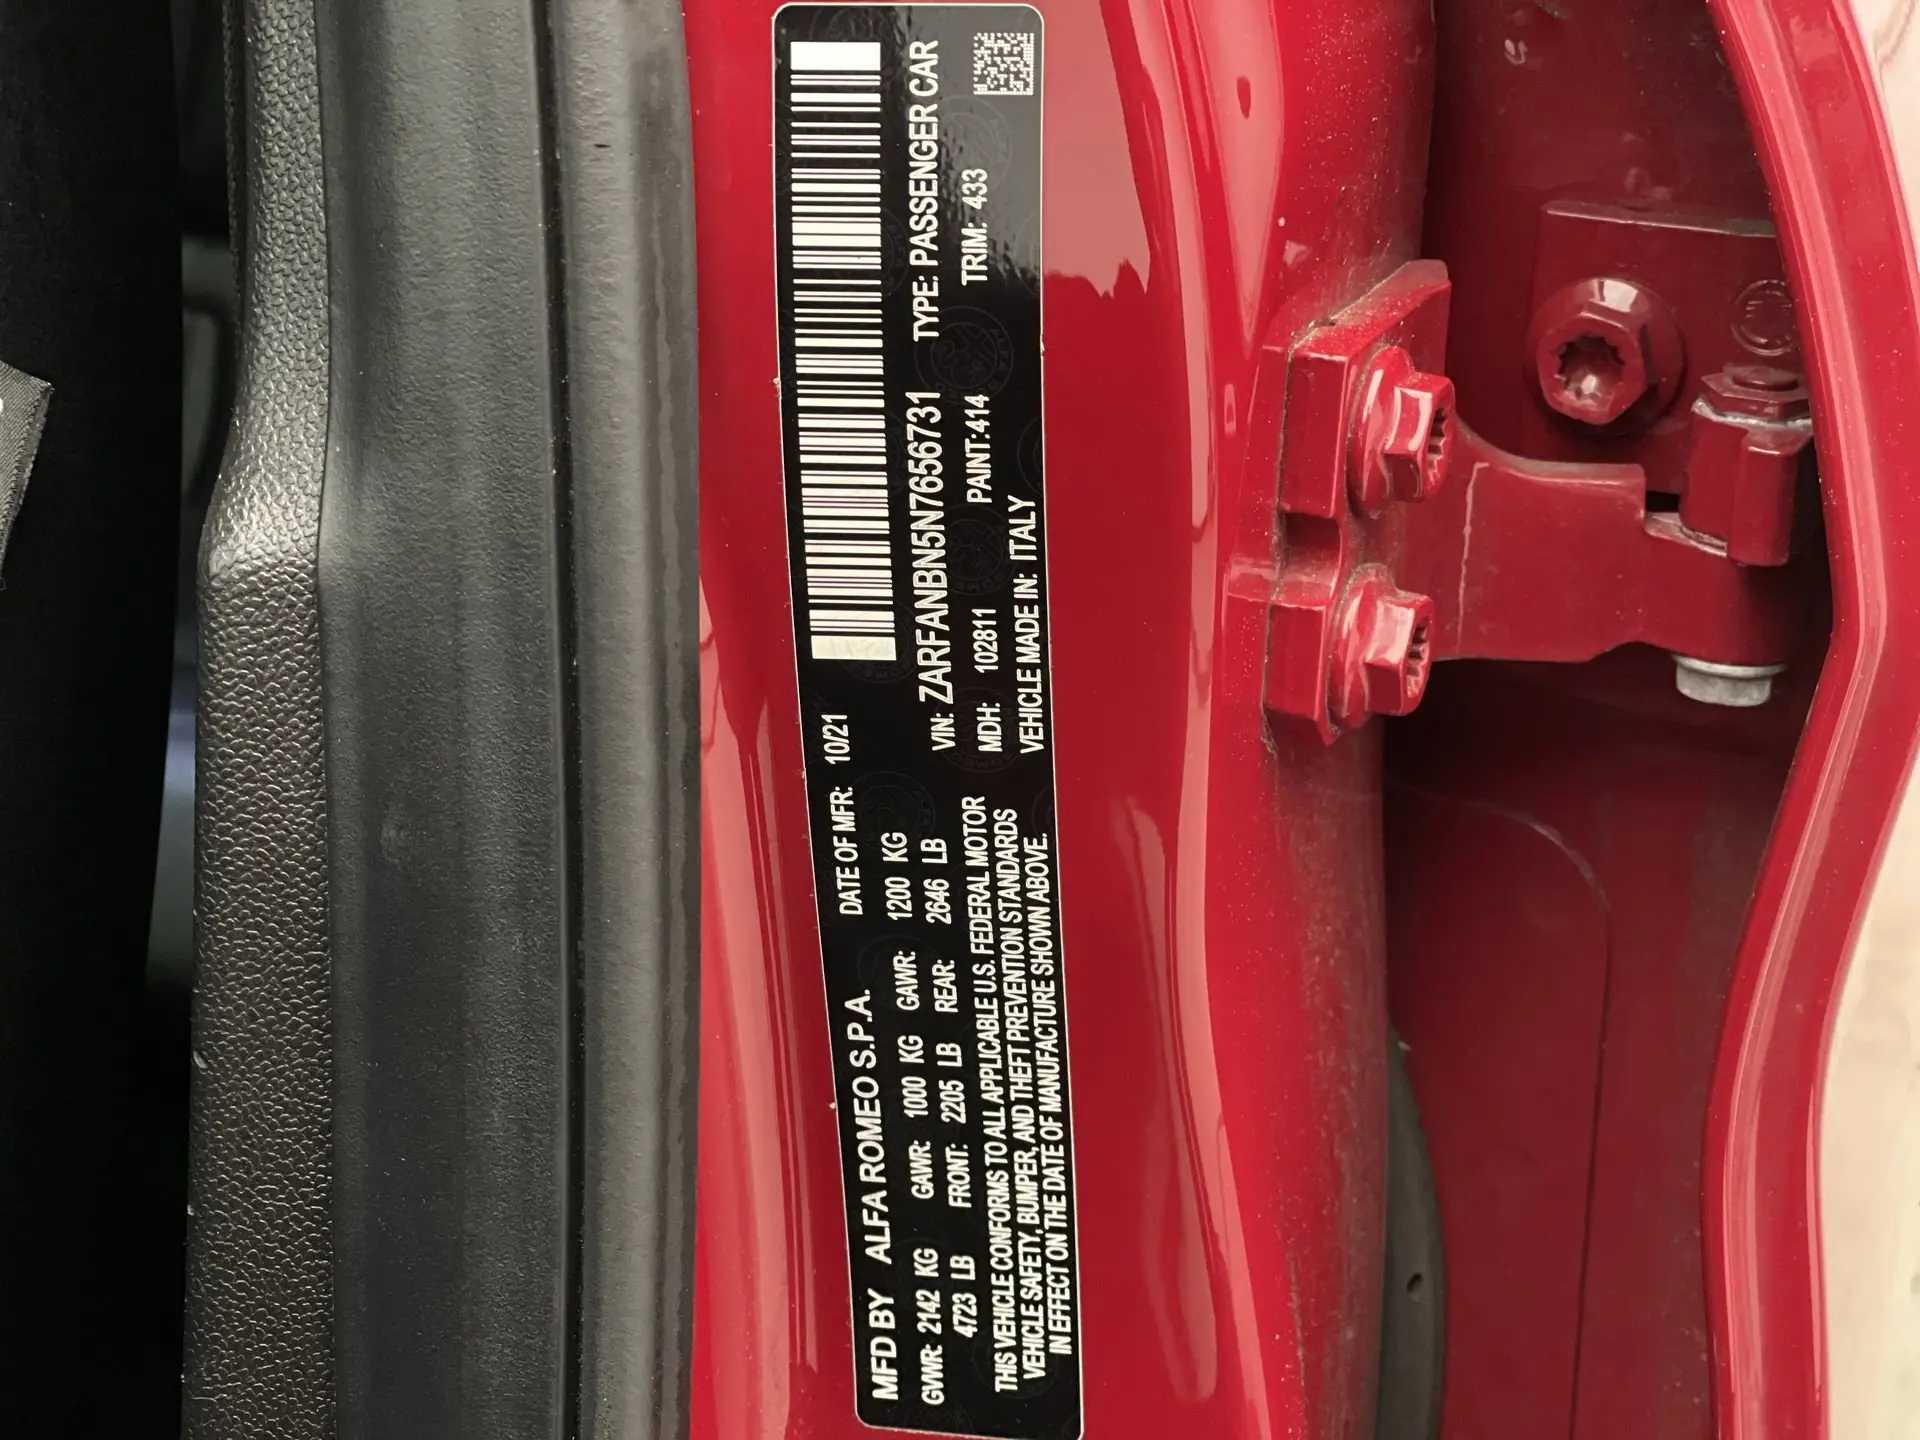 MFD BY ALFA ROMEO S.P.A. DATE OF MFR: 10/21
GVWR: 2142 KG GAWR: 1000 KG GAWR: 1200 KG
4723 LB FRONT: 2205 LB REAR: 2646 LB
THIS VEHICLE CONFORMS TO ALL APPLICABLE U.S. FEDERAL MOTOR
VEHICLE SAFETY, BUMPER, AND THEFT PREVENTION STANDARDS
IN EFFECT ON THE DATE OF MANUFACTURE SHOWN ABOVE.
VIN: ZARFANBN5N7656731 TYPE: PASSENGER CAR
MDH: 102811 PAINT:414 TRIM: 433
VEHICLE MADE IN: ITALY